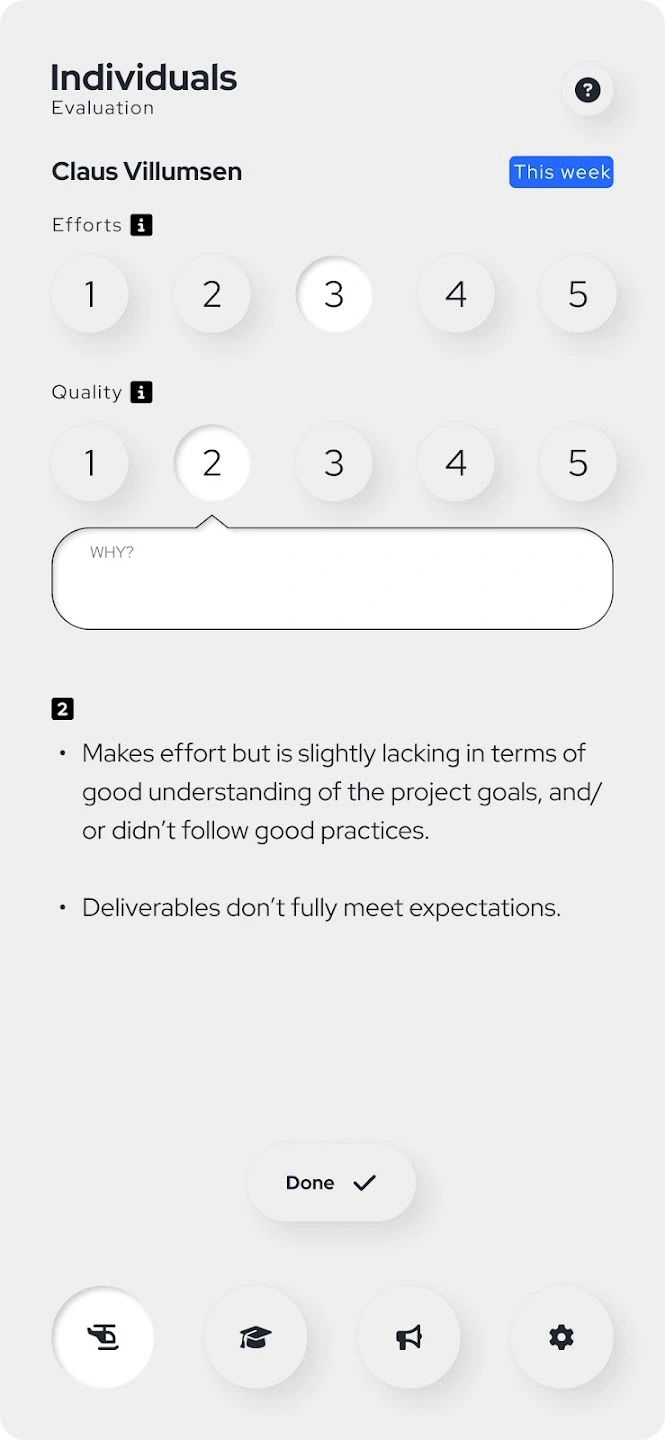 Individuals
Evaluation
?
Claus Villumsen
This week
Efforts i
1 2 3 4 5
Quality i
1 2 3 4 5
WHY?
2
• Makes effort but is slightly lacking in terms of
good understanding of the project goals, and/
or didn’t follow good practices.
• Deliverables don’t fully meet expectations.
Done